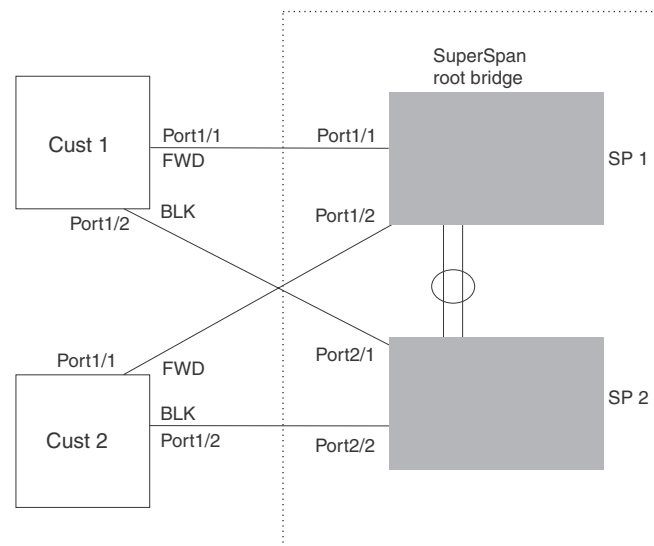 SuperSpan
root bridge
Cust 1
Port1/1
FWD
Port1/1
SP 1
Port1/2
BLK
Port1/2
Port1/1
FWD
Port2/1
SP 2
Cust 2
BLK
Port1/2
Port2/2